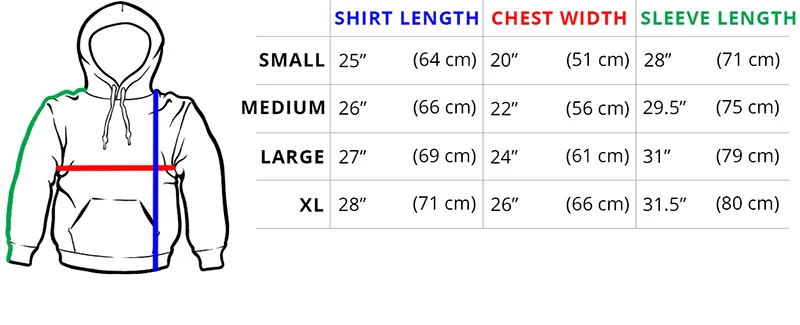 SHIRT LENGTH CHEST WIDTH SLEEVE LENGTH
SMALL 25” (64 cm) 20” (51 cm) 28” (71 cm)
MEDIUM 26” (66 cm) 22” (56 cm) 29.5” (75 cm)
LARGE 27” (69 cm) 24” (61 cm) 31” (79 cm)
XL 28” (71 cm) 26” (66 cm) 31.5” (80 cm)